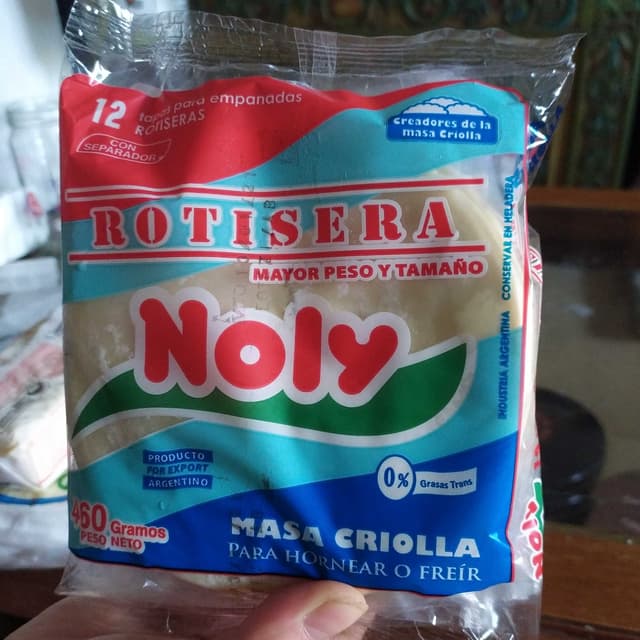 12 tapas para empanadas
ROTISERAS
CON
SEPARADOR
Creadores de la
masa Criolla
ROTISERA
MAYOR PESO Y TAMAÑO
Noly
INDUSTRIA ARGENTINA CONSERVAR EN HELADERA
PRODUCTO
FOR EXPORT
ARGENTINO
0% Grasas Trans
460 Gramos
PESO NETO
MASA CRIOLLA
PARA HORNEAR O FREÍR